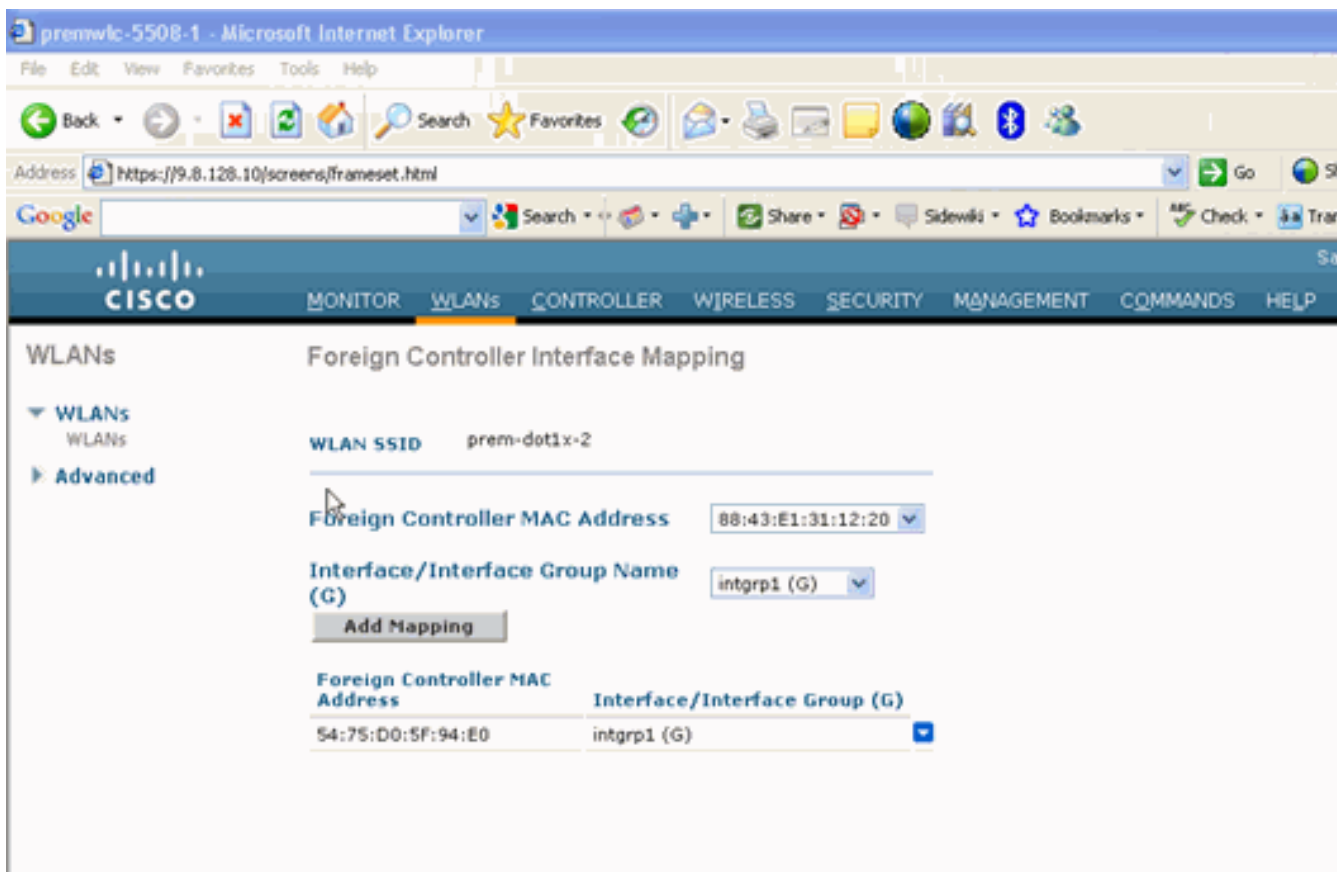 premwlc-5508-1 - Microsoft Internet Explorer
File Edit View Favorites Tools Help
Back Search Favorites
Address https://9.8.128.10/screens/frameset.html Go
Google Search Share Sidewiki Bookmarks Check Tran
Sa
CISCO MONITOR WLANs CONTROLLER WIRELESS SECURITY MANAGEMENT COMMANDS HELP
WLANs Foreign Controller Interface Mapping
WLANs
WLANs
Advanced
WLAN SSID prem-dot1x-2
Foreign Controller MAC Address 88:43:E1:31:12:20
Interface/Interface Group Name
(G) intgrp1 (G)
Add Mapping
Foreign Controller MAC
Address Interface/Interface Group (G)
54:75:D0:5F:94:E0 intgrp1 (G)